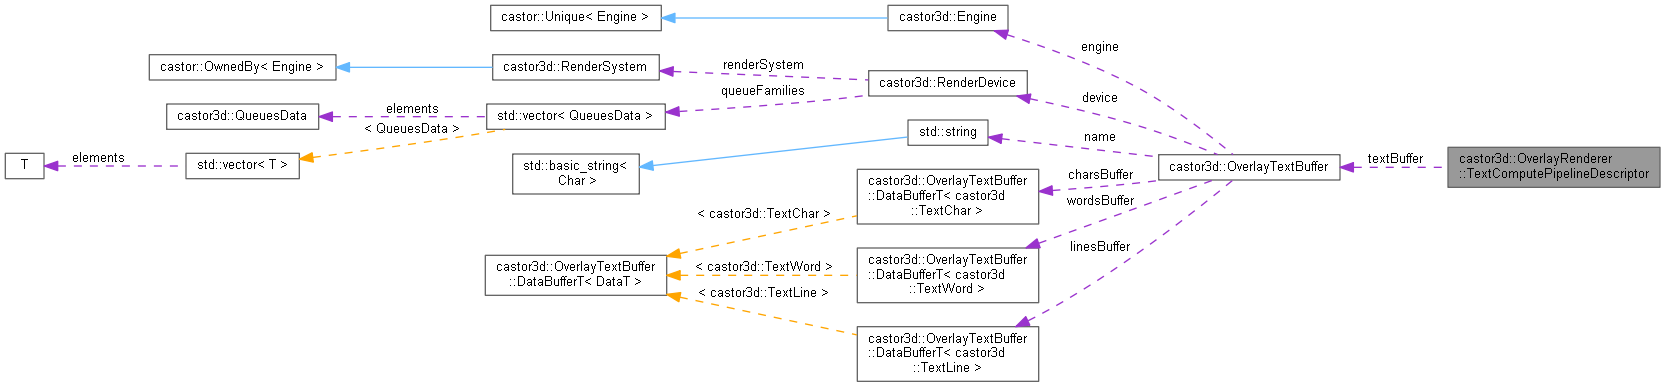 castor::Unique< Engine >
castor3d::Engine
engine
castor::OwnedBy< Engine >
castor3d::RenderSystem
renderSystem
castor3d::RenderDevice
queueFamilies
device
castor3d::QueuesData
elements
std::vector< QueuesData >
< QueuesData >
std::string
name
T
elements
std::vector< T >
std::basic_string<
Char >
castor3d::OverlayTextBuffer
textBuffer
castor3d::OverlayRenderer
::TextComputePipelineDescriptor
charsBuffer
castor3d::OverlayTextBuffer
::DataBufferT< castor3d
::TextChar >
wordsBuffer
< castor3d::TextChar >
linesBuffer
castor3d::OverlayTextBuffer
::DataBufferT< DataT >
< castor3d::TextWord >
castor3d::OverlayTextBuffer
::DataBufferT< castor3d
::TextWord >
< castor3d::TextLine >
castor3d::OverlayTextBuffer
::DataBufferT< castor3d
::TextLine >